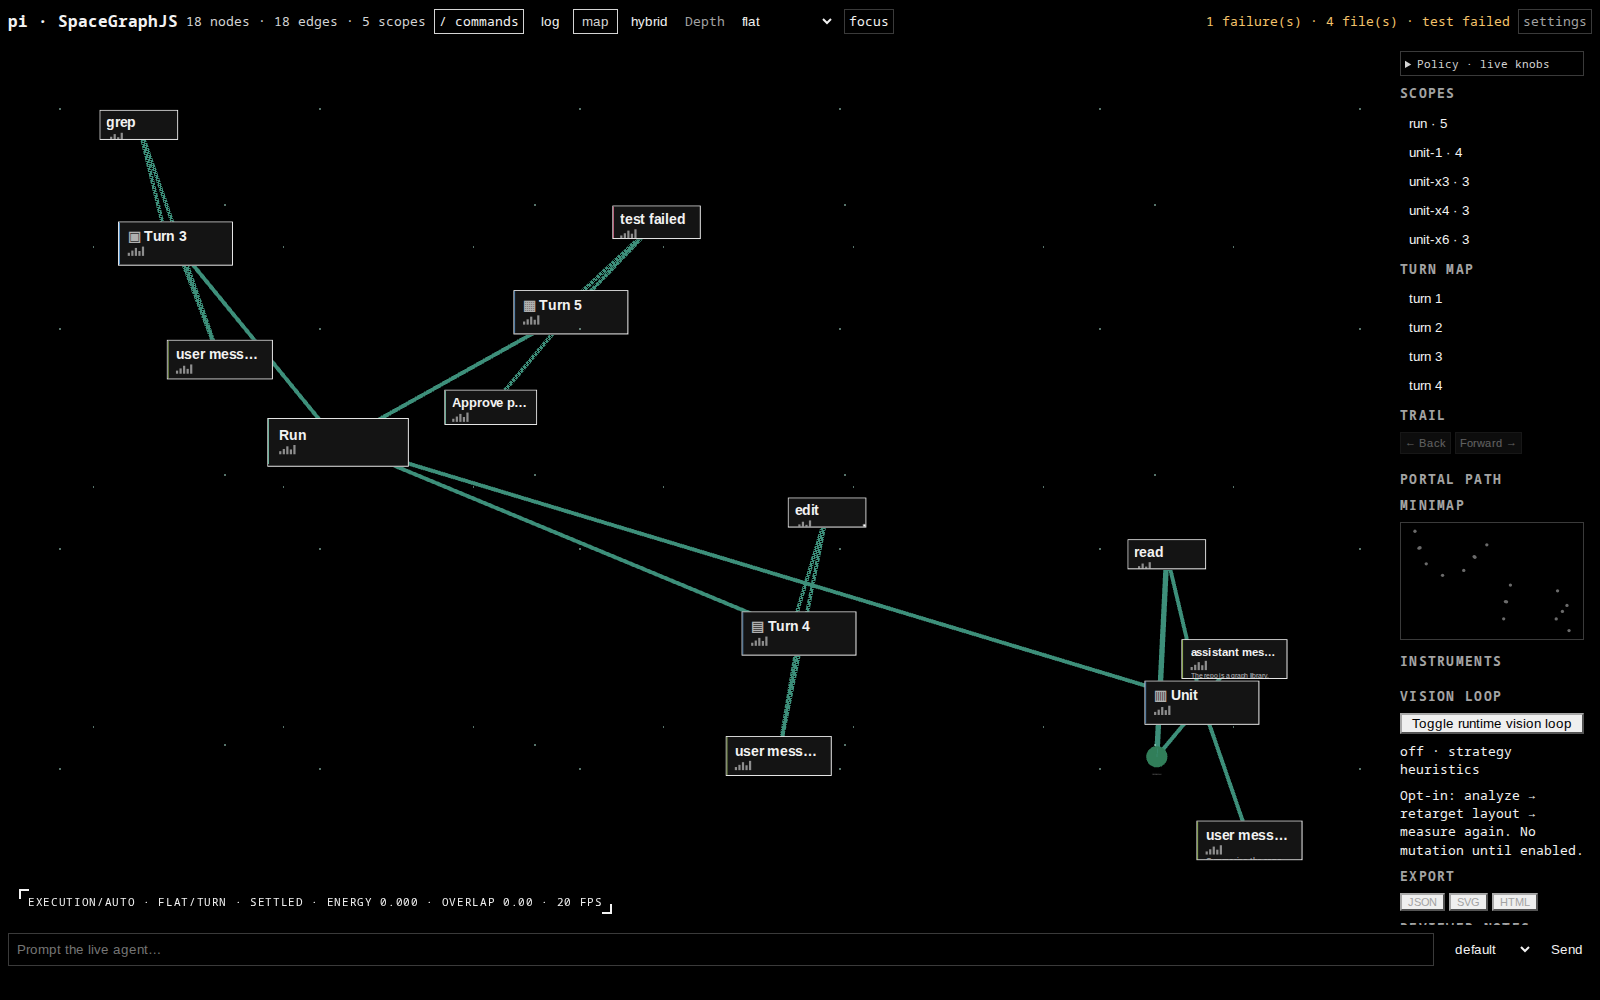 pi · SpaceGraphJS 18 nodes · 18 edges · 5 scopes / commands log map hybrid Depth flat focus 1 failure(s) · 4 file(s) · test failed settings
grep
Turn 3
user mess…
Run
test failed
Turn 5
Approve p…
edit
Turn 4
user mess…
read
assistant mes…
The repo is a graph library.
Unit
user mess…
EXECUTION/AUTO · FLAT/TURN · SETTLED · ENERGY 0.000 · OVERLAP 0.00 · 20 FPS
▶ Policy · live knobs
SCOPES
run · 5
unit-1 · 4
unit-x3 · 3
unit-x4 · 3
unit-x6 · 3
TURN MAP
turn 1
turn 2
turn 3
turn 4
TRAIL
← Back Forward →
PORTAL PATH
MINIMAP
INSTRUMENTS
VISION LOOP
Toggle runtime vision loop
off · strategy
heuristics
Opt-in: analyze →
retarget layout →
measure again. No
mutation until enabled.
EXPORT
JSON SVG HTML
Prompt the live agent… default Send